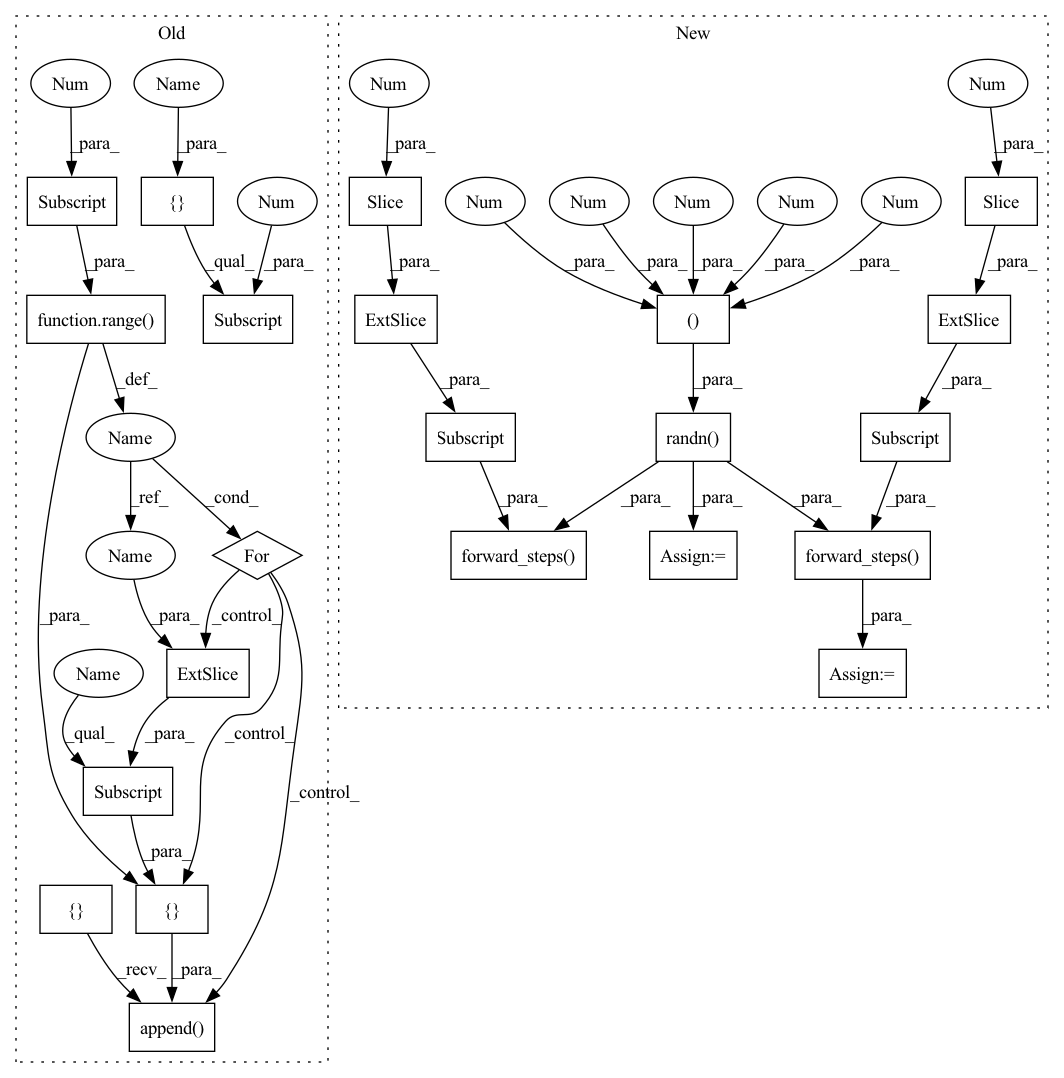 Old
New
Num
Name
Num
Num
_para_
_para_
_para_
_para_
Subscript
{}
Num
Slice
Num
Num
Num
Num
Num
Slice
_para_
_qual_
_para_
_para_
_para_
_para_
_para_
_para_
_para_
_para_
function.range()
Subscript
ExtSlice
()
ExtSlice
_def_
_para_
_para_
_para_
Name
Subscript
randn()
Subscript
_ref_
_cond_
_para_
_para_
_para_
_para_
_para_
Name
For
forward_steps()
Assign:=
forward_steps()
_para_
_para_
_control_
_para_
Name
ExtSlice
Assign:=
_qual_
_para_
_control_
Subscript
_control_
_para_
{}
{}
_recv_
_para_
append()